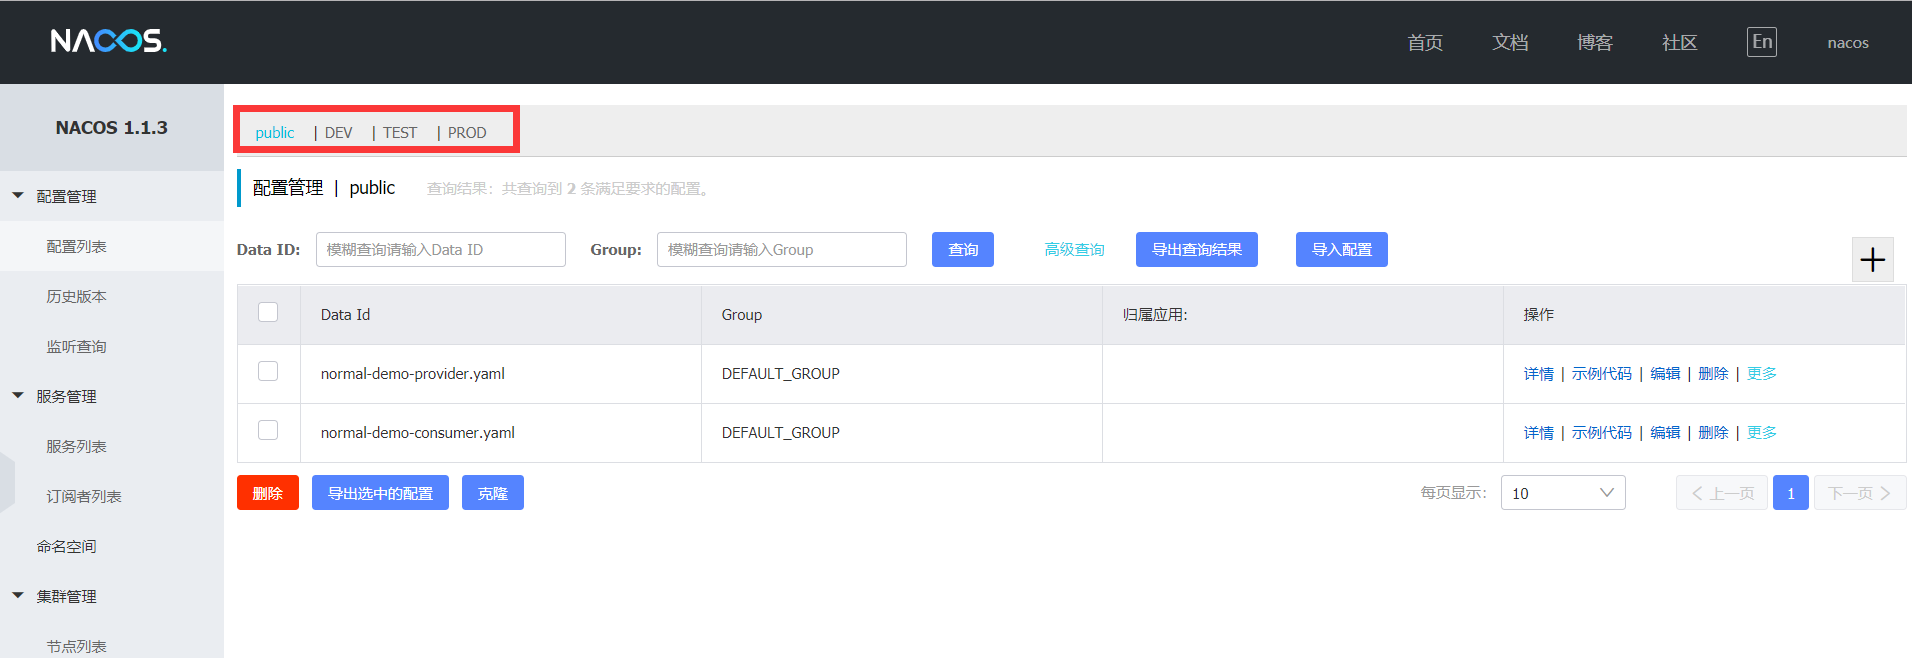 NACOS. 首页 文档 博客 社区 En nacos
NACOS 1.1.3
配置管理
配置列表
历史版本
监听查询
服务管理
服务列表
订阅者列表
命名空间
集群管理
节点列表
public | DEV | TEST | PROD
配置管理 | public 查询结果：共查询到 2 条满足要求的配置。
Data ID: 模糊查询请输入Data ID Group: 模糊查询请输入Group 查询 高级查询 导出查询结果 导入配置
Data Id Group 归属应用: 操作
normal-demo-provider.yaml DEFAULT_GROUP 详情 | 示例代码 | 编辑 | 删除 | 更多
normal-demo-consumer.yaml DEFAULT_GROUP 详情 | 示例代码 | 编辑 | 删除 | 更多
删除 导出选中的配置 克隆 每页显示: 10 上一页 1 下一页